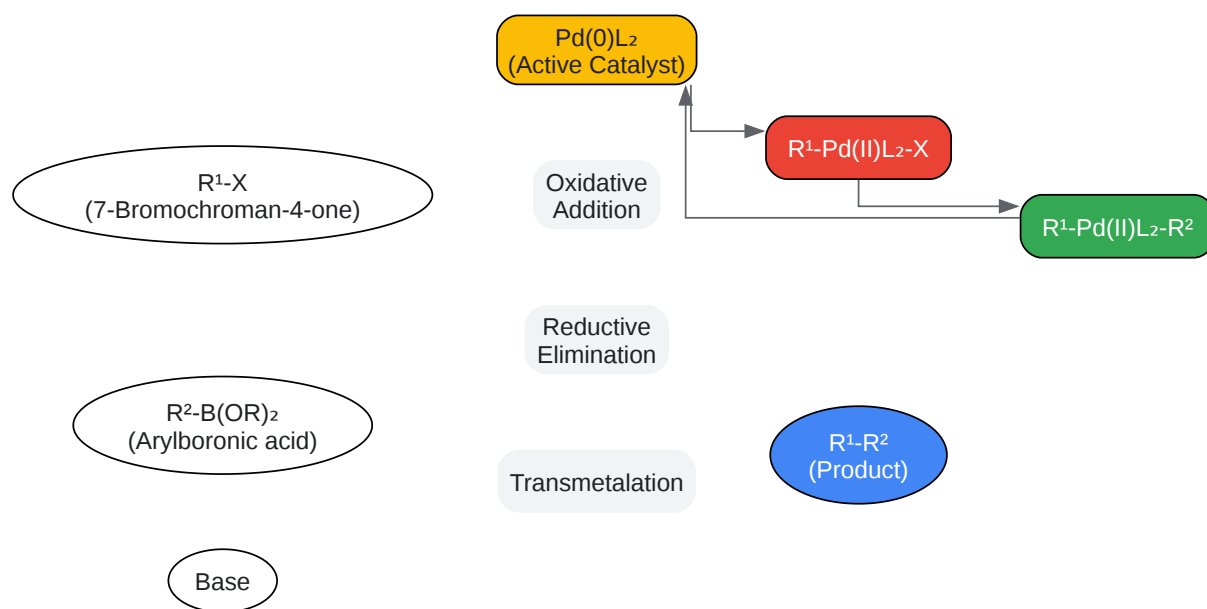 Pd(0)L₂
(Active Catalyst)
R¹-Pd(II)L₂-X
R¹-X
(7-Bromochroman-4-one)
Oxidative
Addition
R¹-Pd(II)L₂-R²
Reductive
Elimination
R²-B(OR)₂
(Arylboronic acid)
R¹-R²
(Product)
Transmetalation
Base